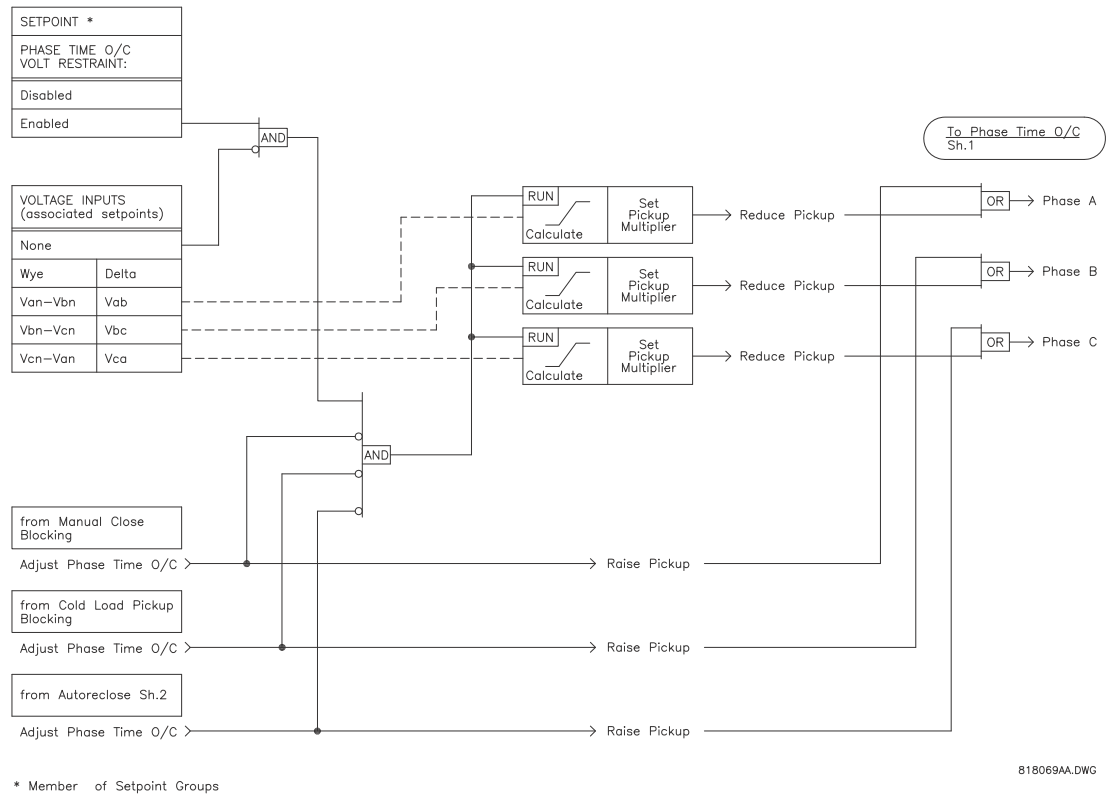 SETPOINT *
PHASE TIME O/C
VOLT RESTRAINT:
Disabled
Enabled
AND
To Phase Time O/C
Sh.1
VOLTAGE INPUTS
(associated setpoints)
None
Wye Delta
Van-Vbn Vab
Vbn-Vcn Vbc
Vcn-Van Vca
RUN
Calculate
Set
Pickup
Multiplier
Reduce Pickup
OR
Phase A
RUN
Calculate
Set
Pickup
Multiplier
Reduce Pickup
OR
Phase B
RUN
Calculate
Set
Pickup
Multiplier
Reduce Pickup
OR
Phase C
AND
from Manual Close
Blocking
Adjust Phase Time O/C
Raise Pickup
from Cold Load Pickup
Blocking
Adjust Phase Time O/C
Raise Pickup
from Autoreclose Sh.2
Adjust Phase Time O/C
Raise Pickup
818069AA.DWG
* Member of Setpoint Groups